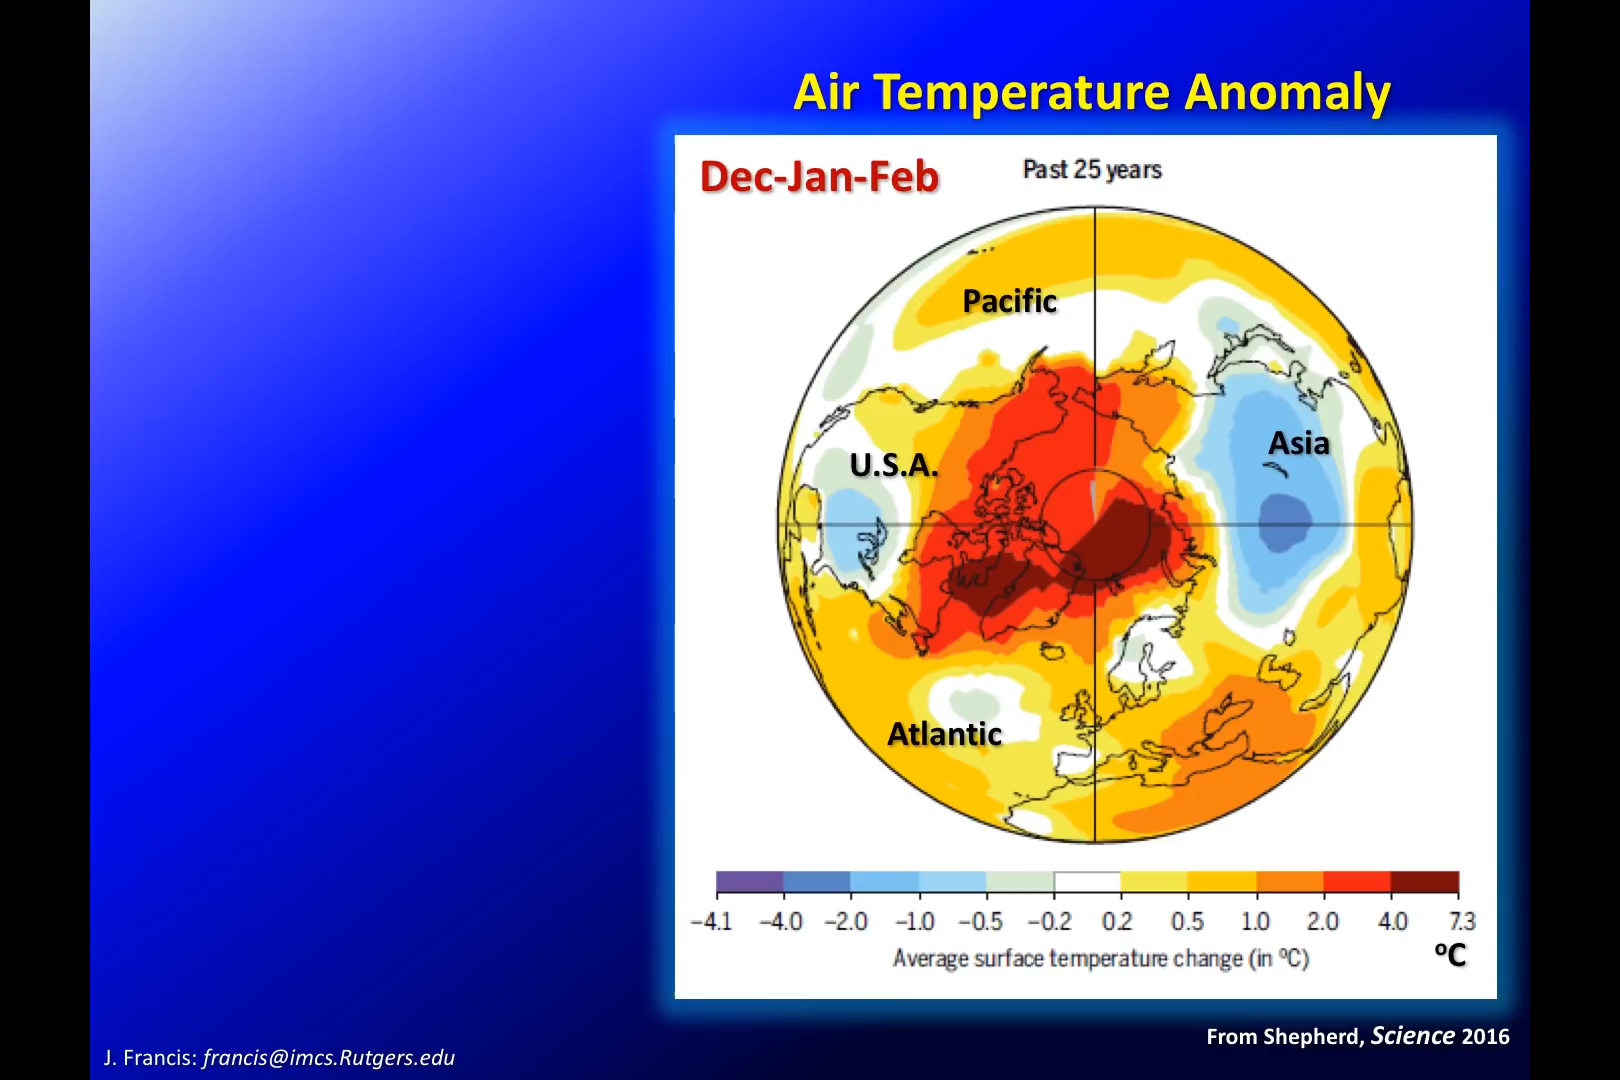 Air Temperature Anomaly
Dec-Jan-Feb
Past 25 years
Pacific
Asia
U.S.A.
Atlantic
−4.1 −4.0 −2.0 −1.0 −0.5 −0.2 0.2 0.5 1.0 2.0 4.0 7.3
Average surface temperature change (in ºC)
ºC
From Shepherd, Science 2016
J. Francis: francis@imcs.Rutgers.edu